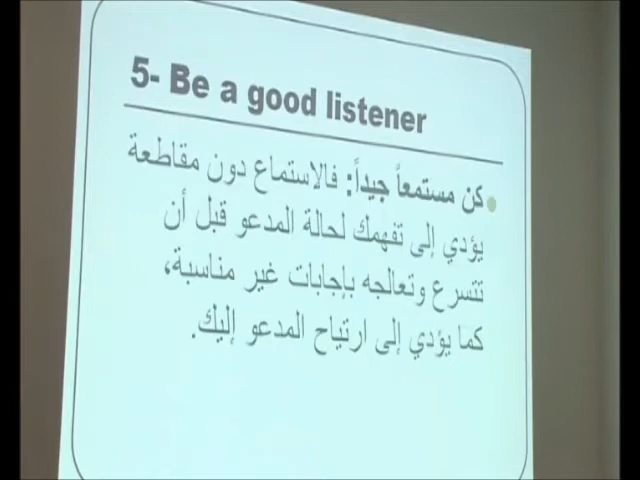 5- Be a good listener
كن مستمعاً جيداً: فالاستماع دون مقاطعة
يؤدي إلى تفهمك لحالة المدعو قبل أن
تتسرع وتعالجه بإجابات غير مناسبة،
كما يؤدي إلى ارتياح المدعو إليك.